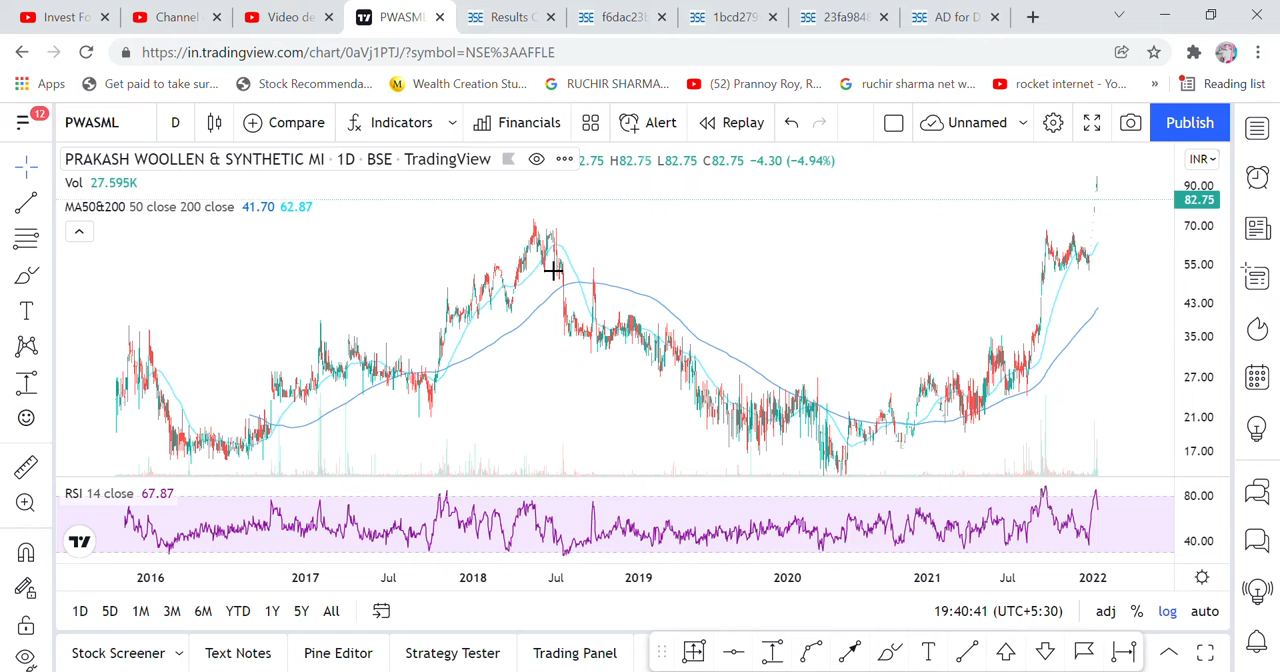 Invest Fo
Channel
Video de
PWASML
Results C
f6dac23b
1bcd279
23fa984
AD for D
https://in.tradingview.com/chart/0aVj1PTJ/?symbol=NSE%3AAFFLE
Apps
Get paid to take sur...
Stock Recommenda...
Wealth Creation Stu...
RUCHIR SHARMA...
(52) Prannoy Roy, R...
ruchir sharma net w...
rocket internet - Yo...
»
Reading list
12
PWASML
D
Compare
Indicators
Financials
Alert
Replay
Unnamed
Publish
PRAKASH WOOLLEN & SYNTHETIC MI · 1D · BSE · TradingView
2.75 H82.75 L82.75 C82.75 −4.30 (−4.94%)
INR
Vol 27.595K
MA50&200 50 close 200 close 41.70 62.87
90.00
82.75
70.00
55.00
43.00
35.00
27.00
21.00
17.00
RSI 14 close 67.87
80.00
40.00
2016
2017
Jul
2018
Jul
2019
2020
2021
Jul
2022
1D
5D
1M
3M
6M
YTD
1Y
5Y
All
19:40:41 (UTC+5:30)
adj
%
log
auto
Stock Screener
Text Notes
Pine Editor
Strategy Tester
Trading Panel